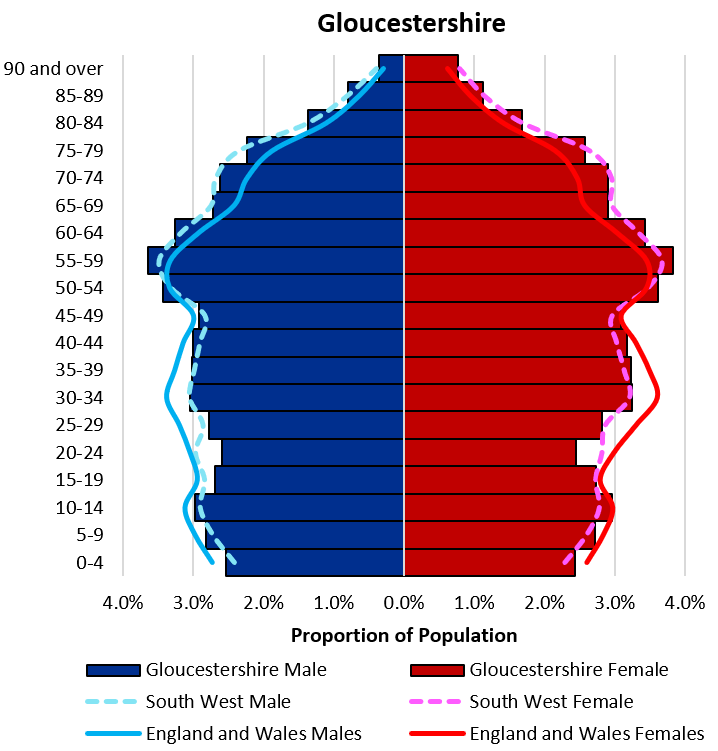 Gloucestershire
90 and over
85-89
80-84
75-79
70-74
65-69
60-64
55-59
50-54
45-49
40-44
35-39
30-34
25-29
20-24
15-19
10-14
5-9
0-4
4.0% 3.0% 2.0% 1.0% 0.0% 1.0% 2.0% 3.0% 4.0%
Proportion of Population
Gloucestershire Male Gloucestershire Female
South West Male South West Female
England and Wales Males England and Wales Females